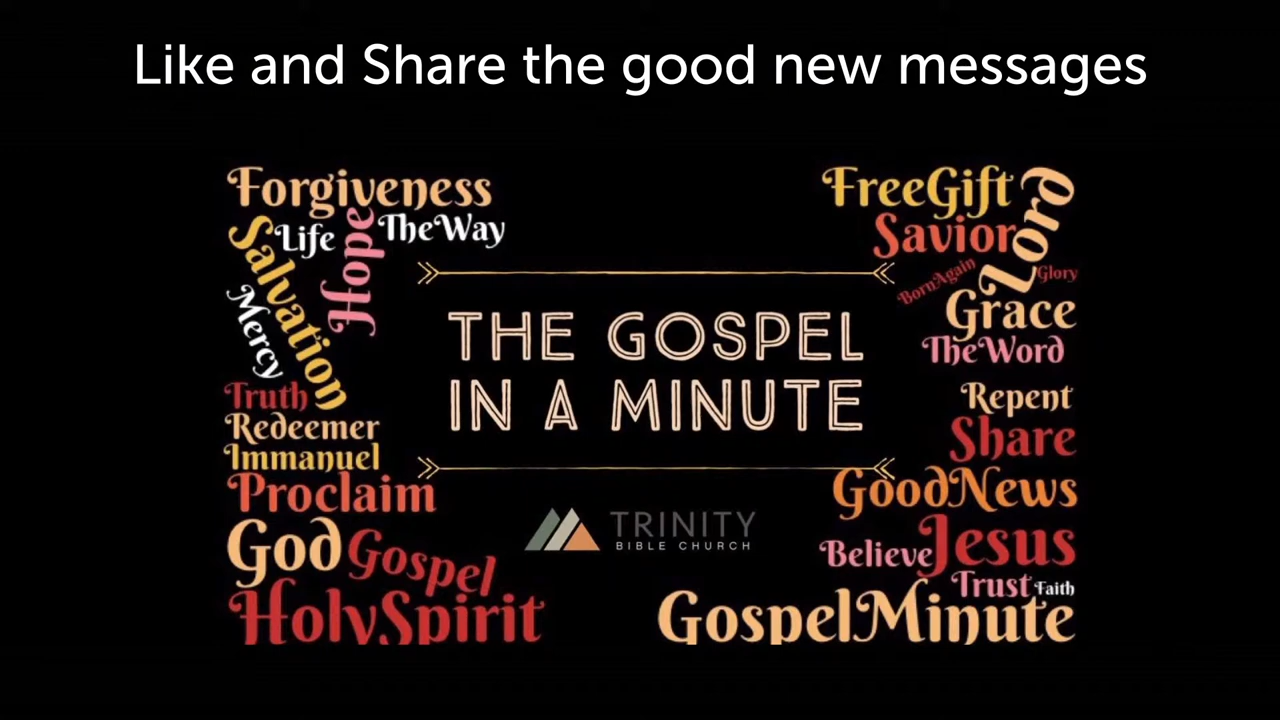 Like and Share the good new messages
Forgiveness
Life
Hope
TheWay
Salvation
Mercy
Truth
Redeemer
Immanuel
Proclaim
God
Gospel
HolySpirit
THE GOSPEL
IN A MINUTE
TRINITY
BIBLE CHURCH
FreeGift
Lord
Savior
BornAgain
Glory
Grace
TheWord
Repent
Share
GoodNews
Jesus
Believe
Trust
Faith
GospelMinute